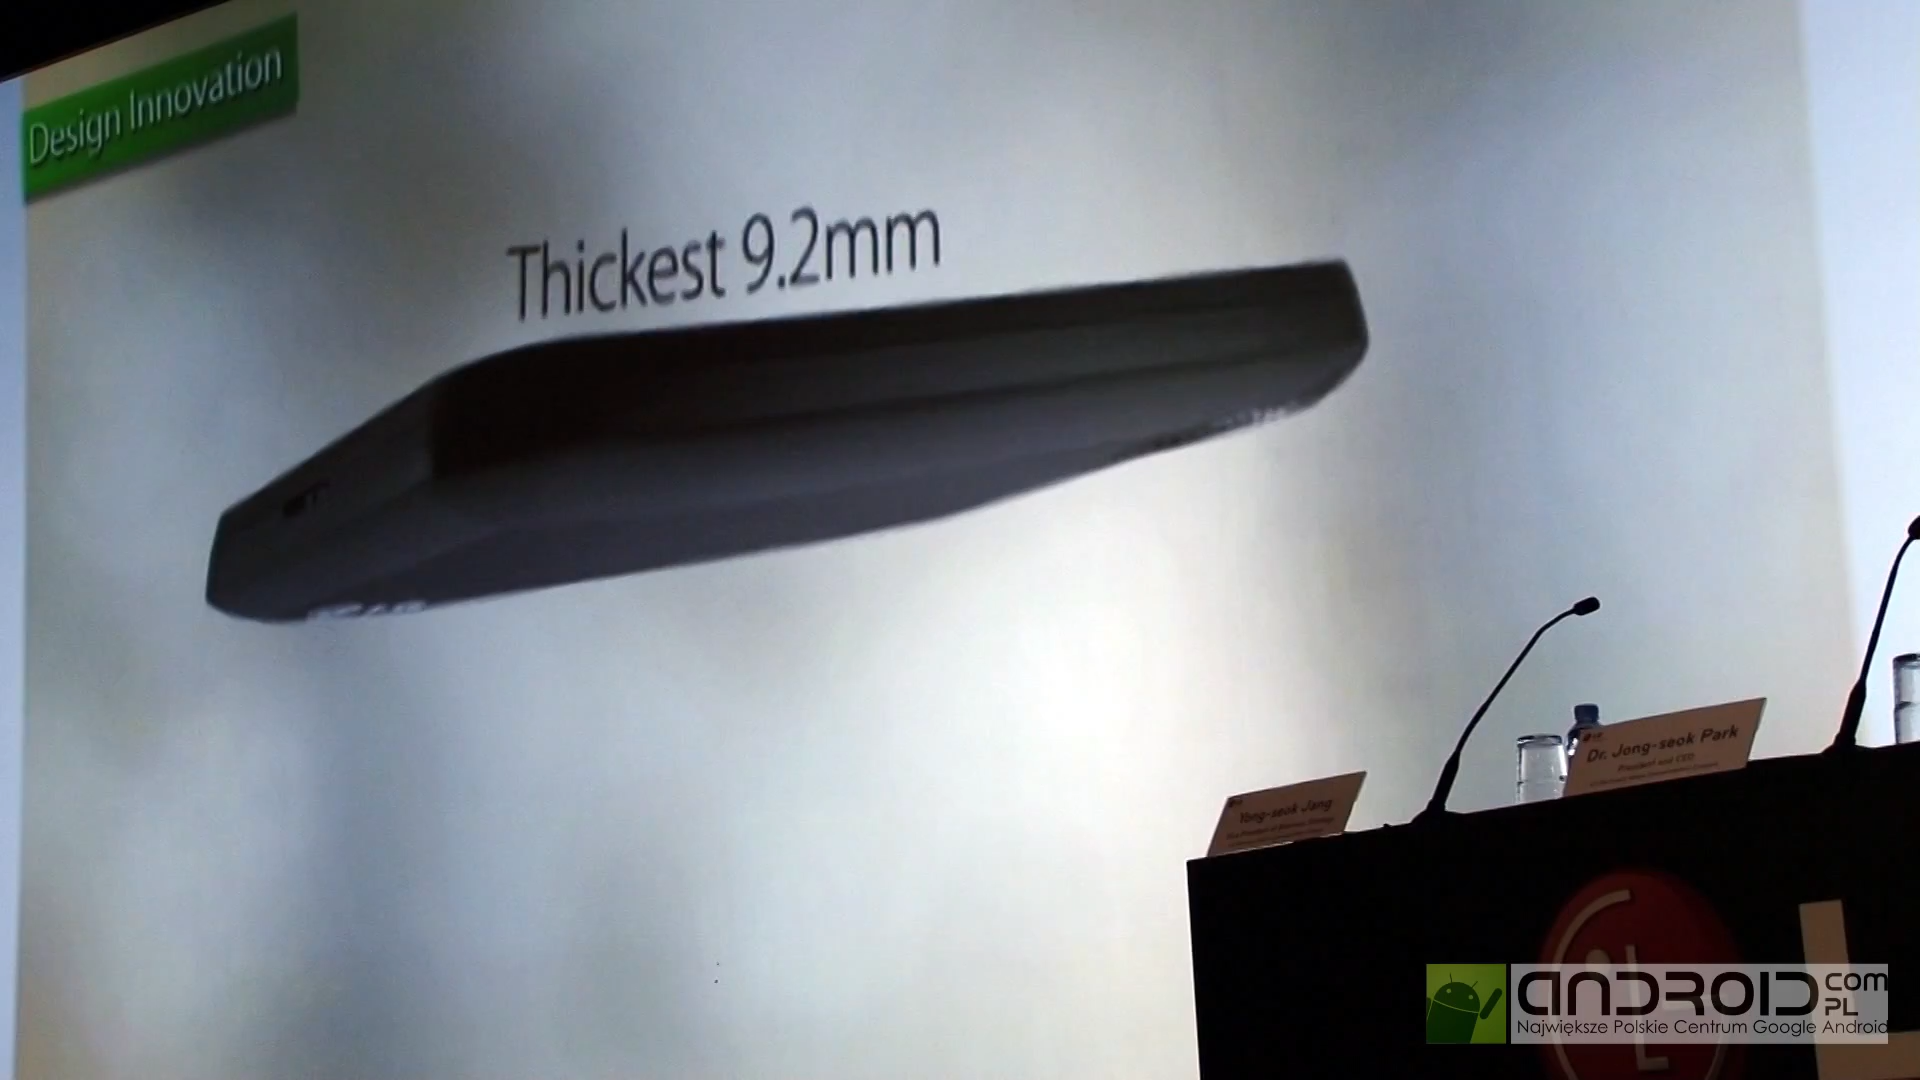 Design Innovation
Thickest 9.2mm
Dr. Jong-seok Park
President and CEO
Yong-seok Jang
L
ANDROID.com
PL
Największe Polskie Centrum Google Android